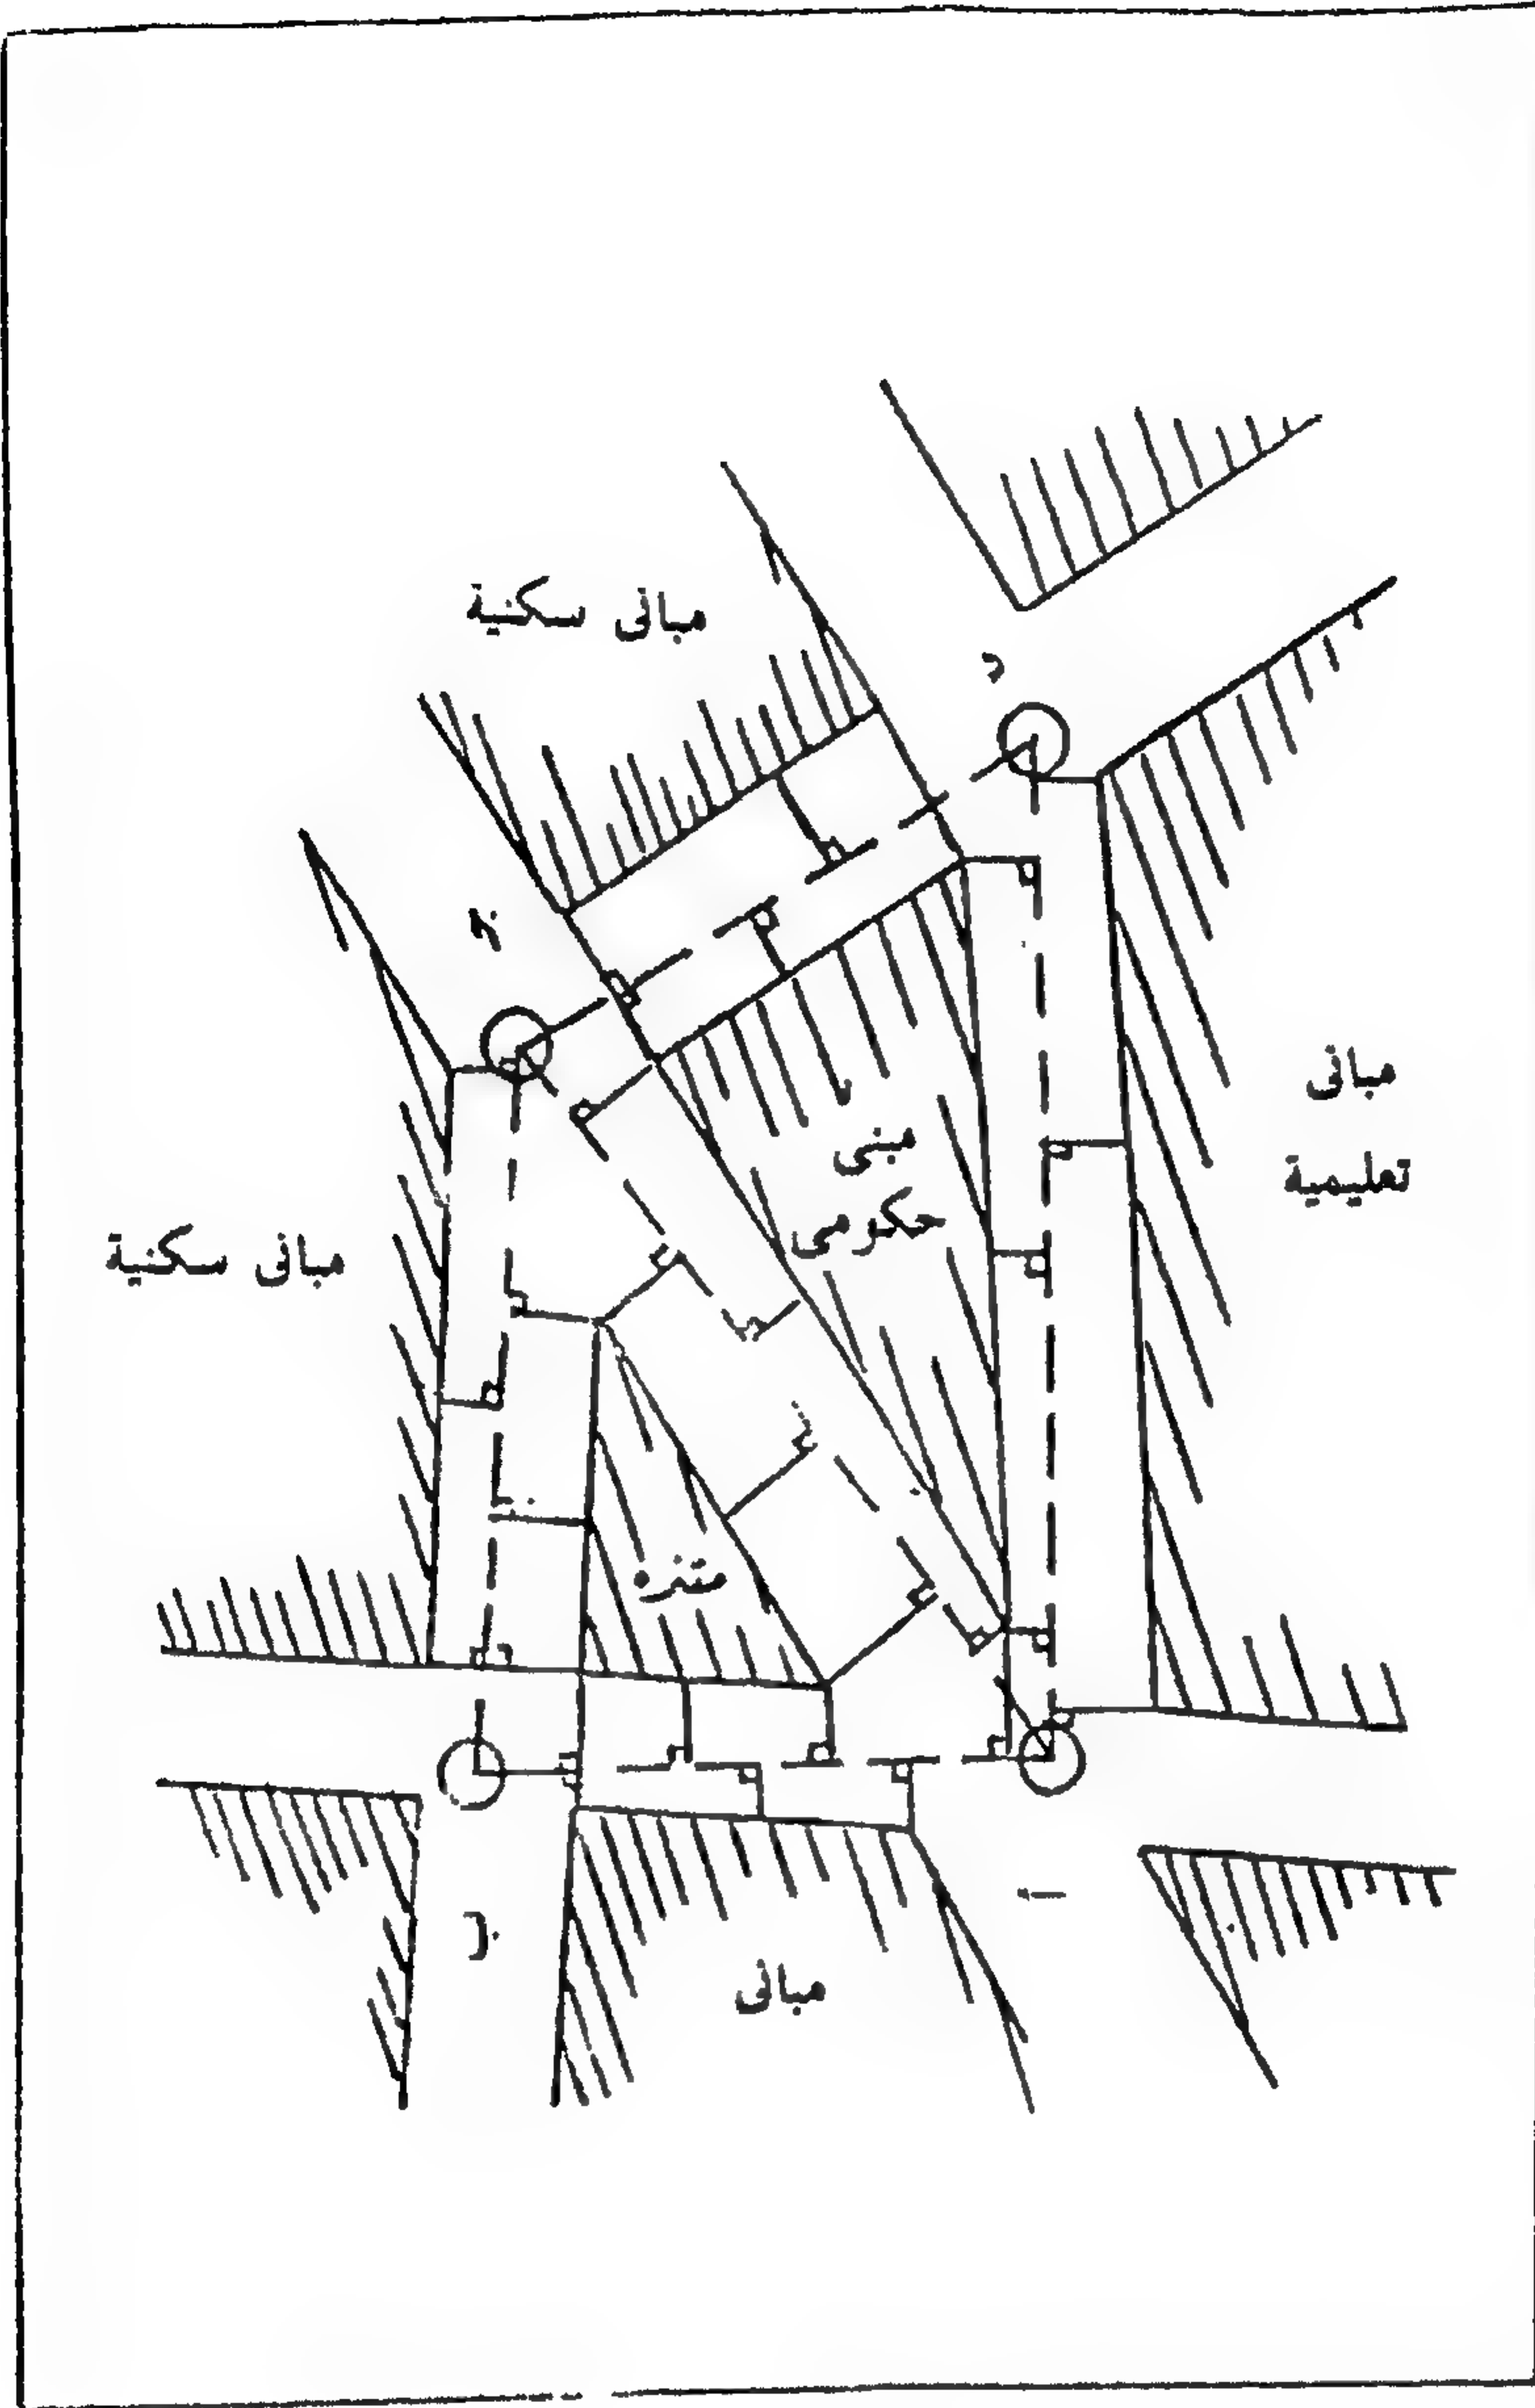 مبانى سكنية
د
مبنى
حكومى
مبانى
تعليمية
مبانى سكنية
متنزه
مبانى